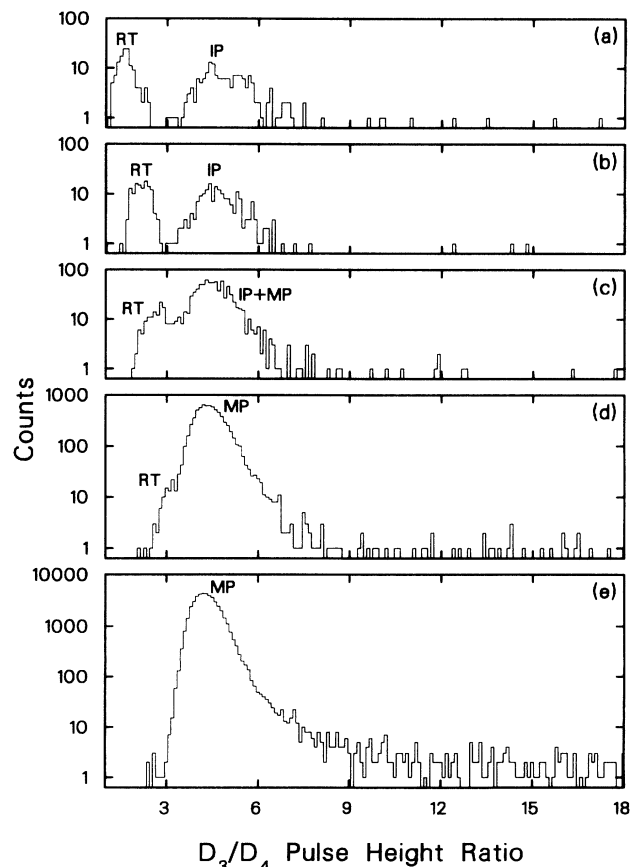 100
10
1
RT
IP
(a)
100
10
1
RT
IP
(b)
100
10
1
RT
IP+MP
(c)
1000
100
10
1
RT
MP
(d)
10000
1000
100
10
1
MP
(e)
3 6 9 12 15 18
Counts
D3/D4 Pulse Height Ratio